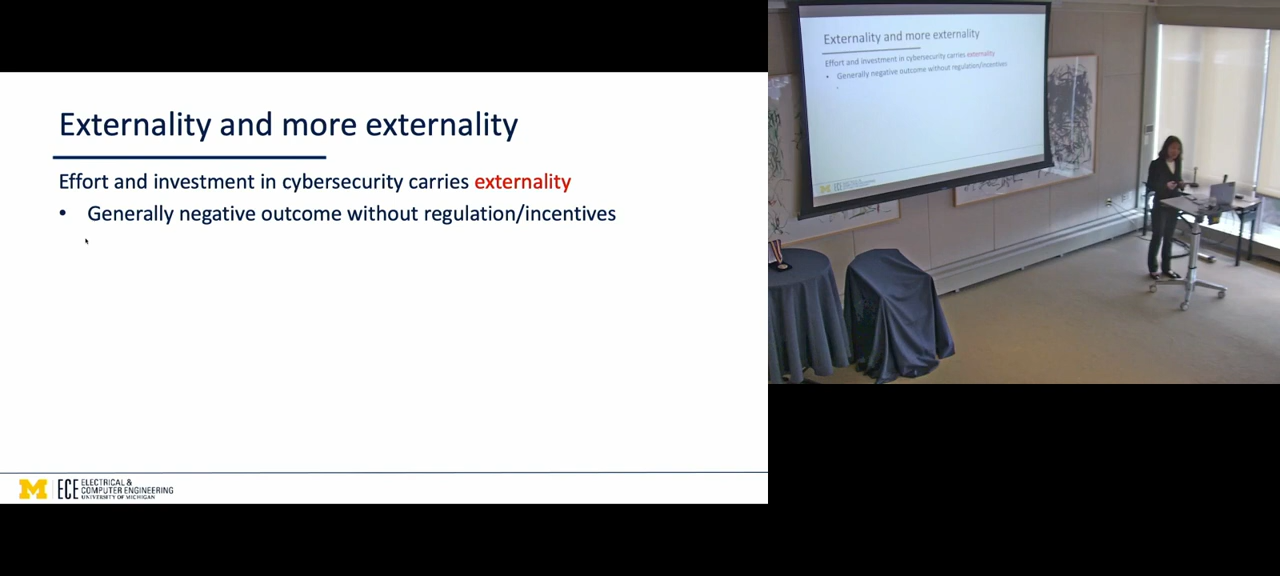 Externality and more externality
Effort and investment in cybersecurity carries externality
• Generally negative outcome without regulation/incentives
M ECE ELECTRICAL &
COMPUTER ENGINEERING
UNIVERSITY OF MICHIGAN
Externality and more externality
Effort and investment in cybersecurity carries externality
• Generally negative outcome without regulation/incentives
M ECE